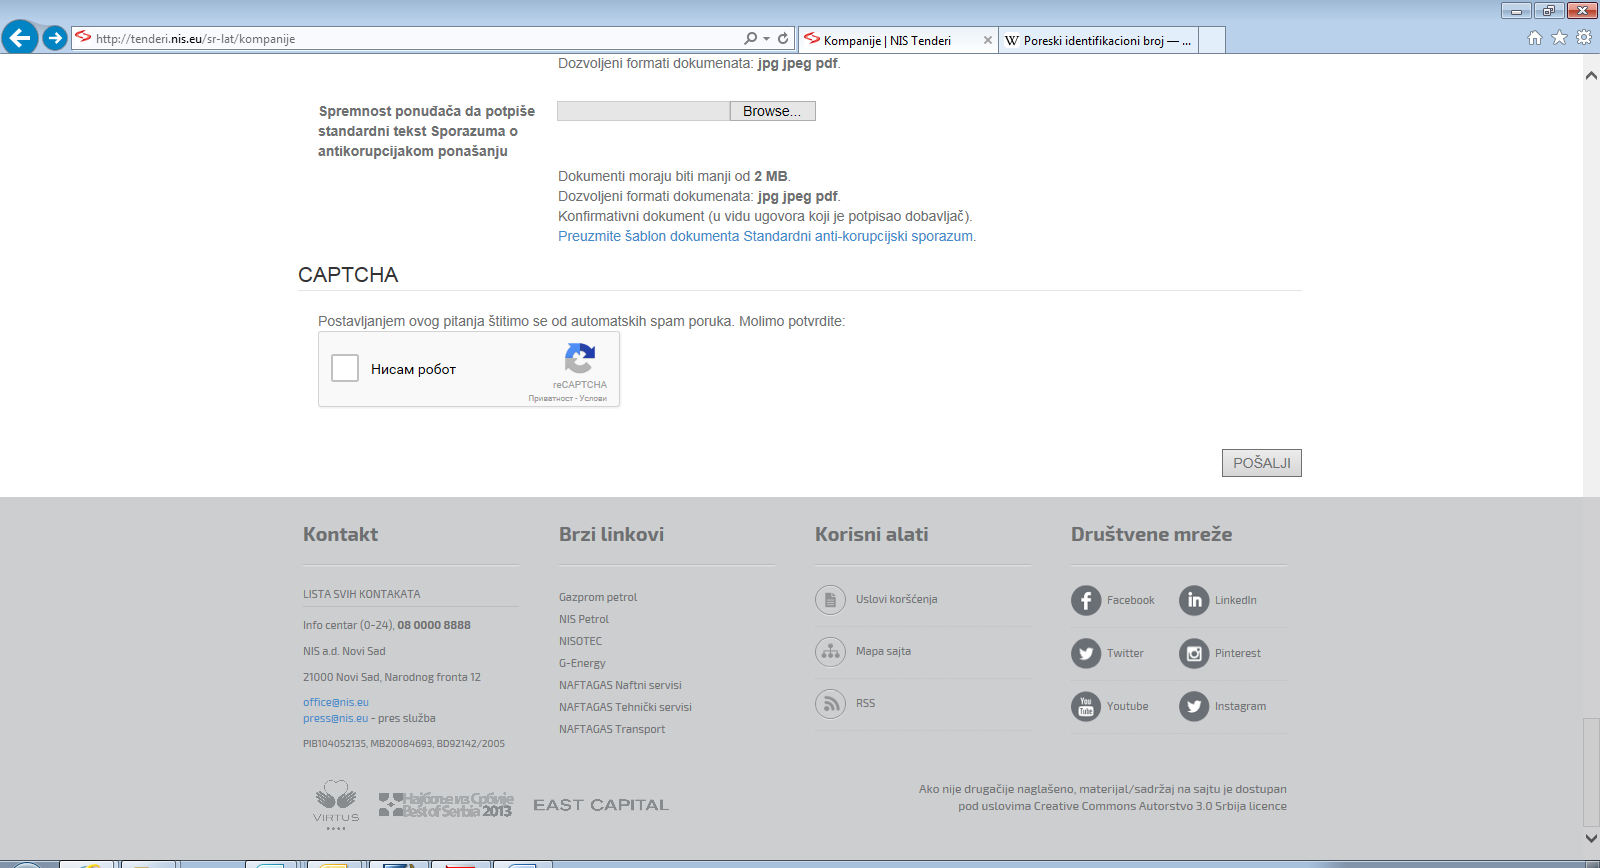 http://tenderi.nis.eu/sr-lat/kompanije
Kompanije | NIS Tenderi
Poreski identifikacioni broj — ...
Dozvoljeni formati dokumenata: jpg jpeg pdf.
Spremnost ponuđača da potpiše
standardni tekst Sporazuma o
antikorupcijakom ponašanju
Browse...
Dokumenti moraju biti manji od 2 MB.
Dozvoljeni formati dokumenata: jpg jpeg pdf.
Konfirmativni dokument (u vidu ugovora koji je potpisao dobavljač).
Preuzmite šablon dokumenta Standardni anti-korupcijski sporazum.
CAPTCHA
Postavljanjem ovog pitanja štitimo se od automatskih spam poruka. Molimo potvrdite:
Нисам робот
reCAPTCHA
Приватност - Услови
POŠALJI
Kontakt
LISTA SVIH KONTAKATA
Info centar (0-24), 08 0000 8888
NIS a.d. Novi Sad
21000 Novi Sad, Narodnog fronta 12
office@nis.eu
press@nis.eu - pres služba
PIB104052135, MB20084693, BD92142/2005
Brzi linkovi
Gazprom petrol
NIS Petrol
NISOTEC
G-Energy
NAFTAGAS Naftni servisi
NAFTAGAS Tehnički servisi
NAFTAGAS Transport
Korisni alati
Uslovi koršćenja
Mapa sajta
RSS
Društvene mreže
Facebook
LinkedIn
Twitter
Pinterest
You Tube
Youtube
Instagram
VIRTUS
Најбоље из Србије
Best of Serbia 2013
EAST CAPITAL
Ako nije drugačije naglašeno, materijal/sadržaj na sajtu je dostupan
pod uslovima Creative Commons Autorstvo 3.0 Srbija licence